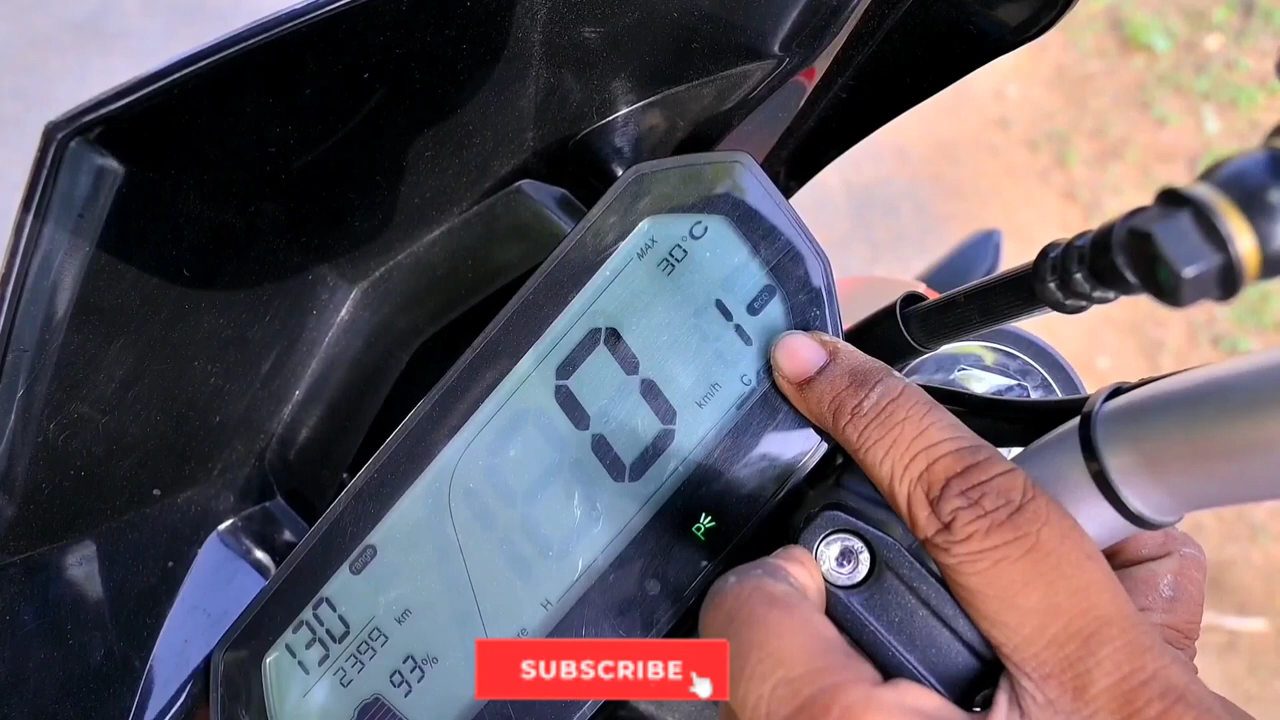 MAX
30°C
eco
1
0
km/h
C
H
range
130
km
2399
93%
P
SUBSCRIBE